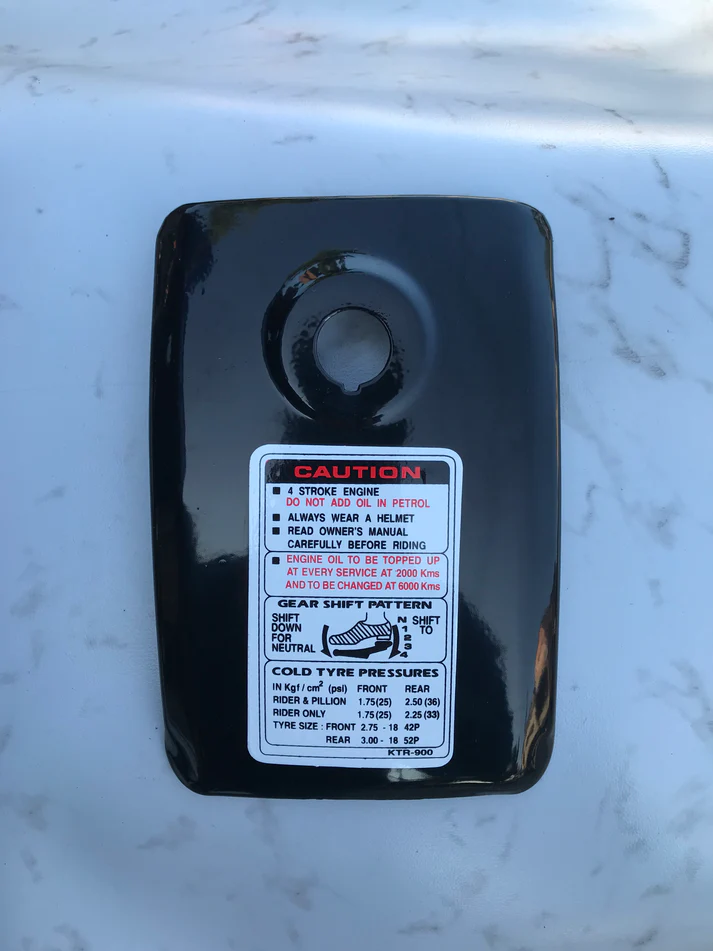 CAUTION
■ 4 STROKE ENGINE
DO NOT ADD OIL IN PETROL
■ ALWAYS WEAR A HELMET
■ READ OWNER'S MANUAL
CAREFULLY BEFORE RIDING
■ ENGINE OIL TO BE TOPPED UP
AT EVERY SERVICE AT 2000 Kms
AND TO BE CHANGED AT 6000 Kms
GEAR SHIFT PATTERN
SHIFT DOWN FOR NEUTRAL
N 1 2 3 4
SHIFT TO
COLD TYRE PRESSURES
IN Kgf / cm² (psi) FRONT REAR
RIDER & PILLION 1.75(25) 2.50 (36)
RIDER ONLY 1.75(25) 2.25 (33)
TYRE SIZE : FRONT 2.75 - 18 42P
REAR 3.00 - 18 52P
KTR-900